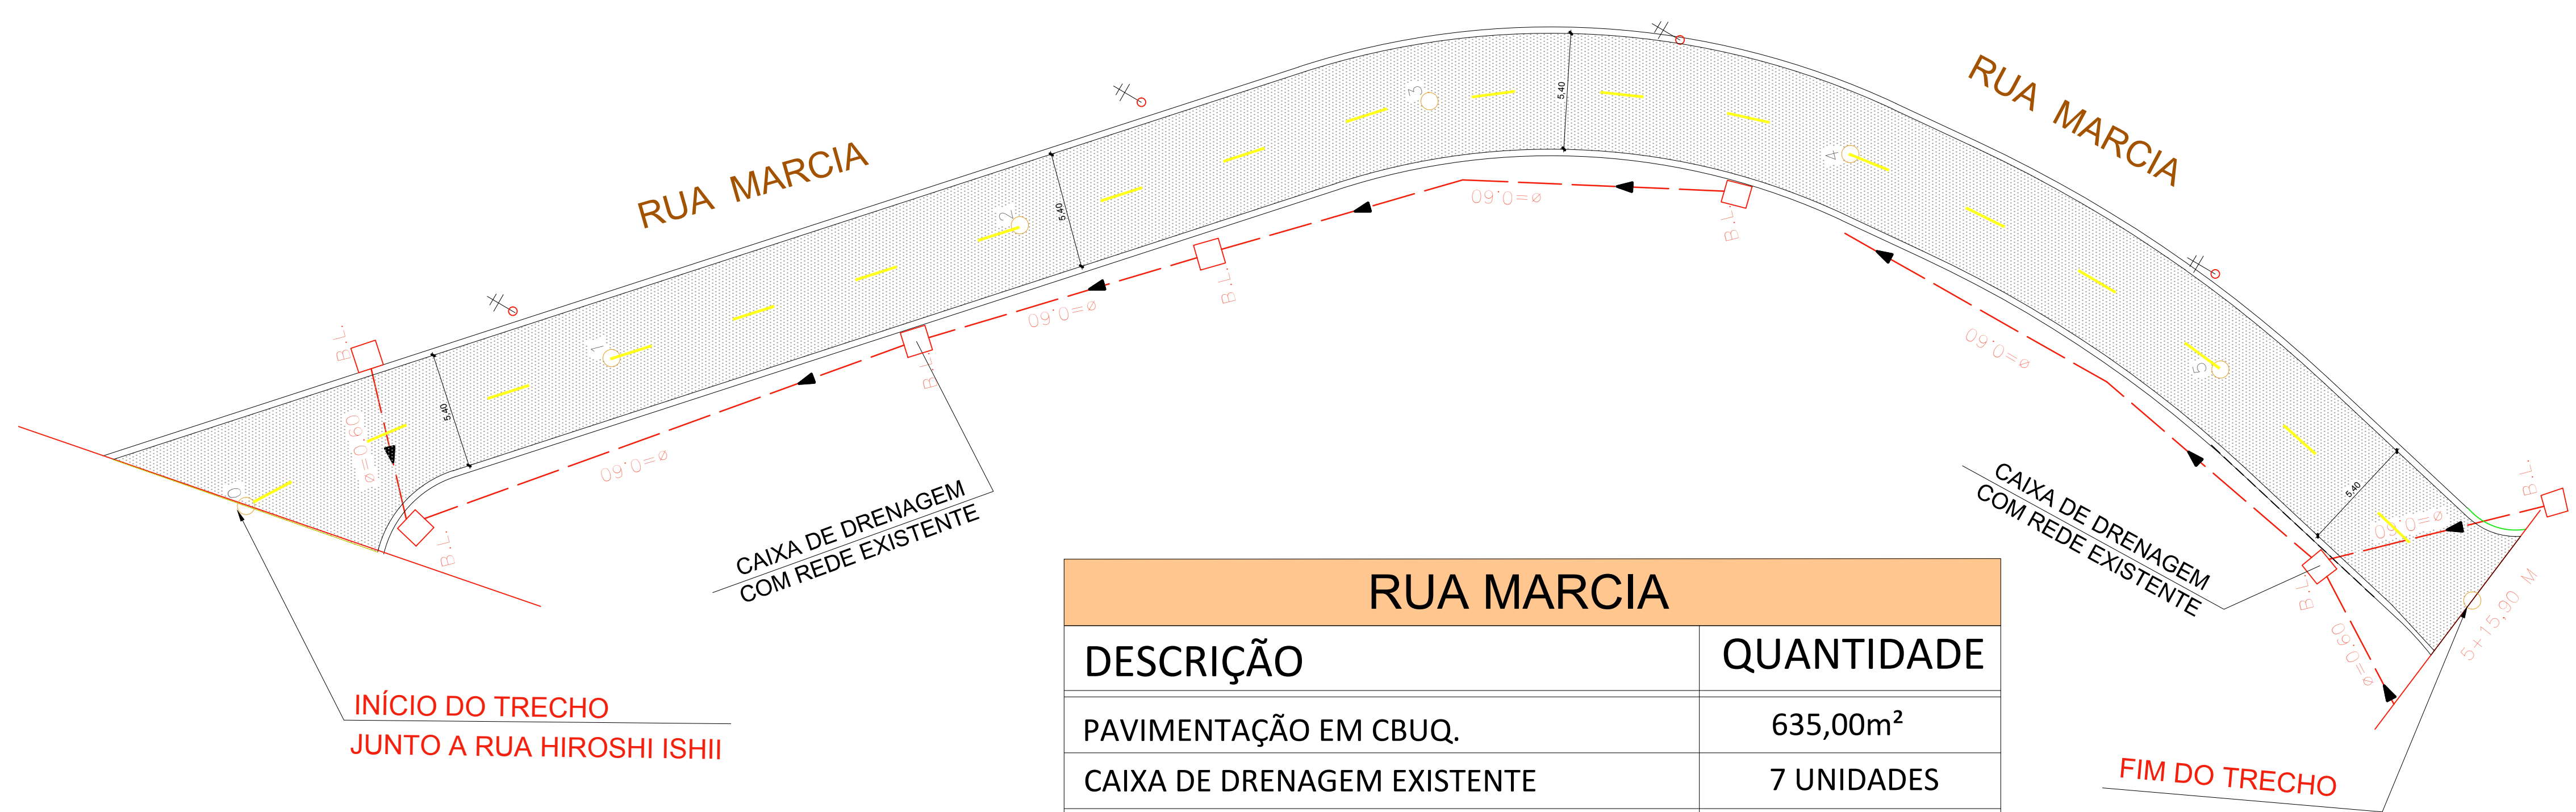 RUA MARCIA
RUA MARCIA
5,40
5,40
5,40
5,40
0
1
2
3
4
5
5+15,90 M
B.L.
B.L.
B.L.
B.L.
B.L.
B.L.
B.L.
ø=0.60
ø=0.60
ø=0.60
ø=0.60
ø=0.60
ø=0.60
ø=0.60
CAIXA DE DRENAGEM
COM REDE EXISTENTE
CAIXA DE DRENAGEM
COM REDE EXISTENTE
INÍCIO DO TRECHO
JUNTO A RUA HIROSHI ISHII
FIM DO TRECHO
RUA MARCIA
DESCRIÇÃO QUANTIDADE
PAVIMENTAÇÃO EM CBUQ. 635,00m²
CAIXA DE DRENAGEM EXISTENTE 7 UNIDADES